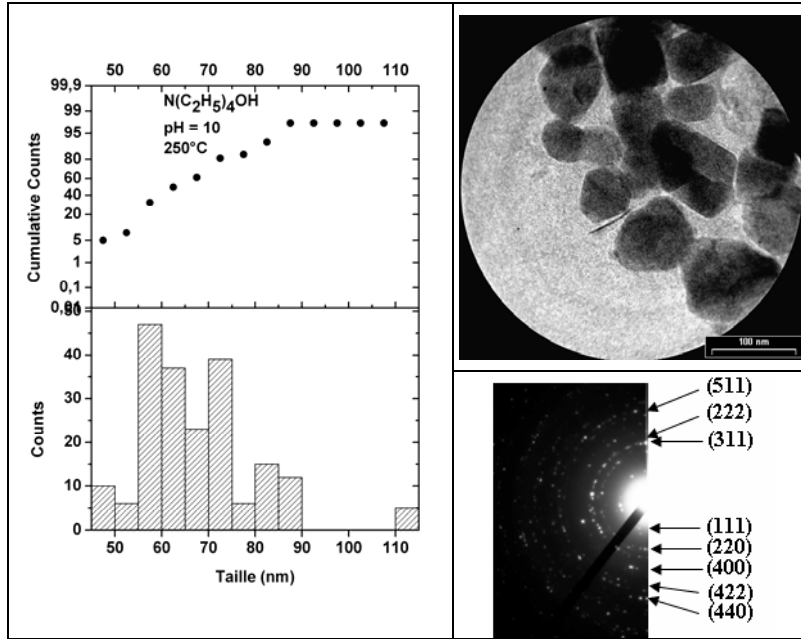 50 60 70 80 90 100 110
99,9
99
95
80
60
40
20
5
1
0,1
0,01
Cumulative Counts
N(C₂H₅)₄OH
pH = 10
250°C
50
40
30
20
10
0
Counts
50 60 70 80 90 100 110
Taille (nm)
100 nm
(511)
(222)
(311)
(111)
(220)
(400)
(422)
(440)